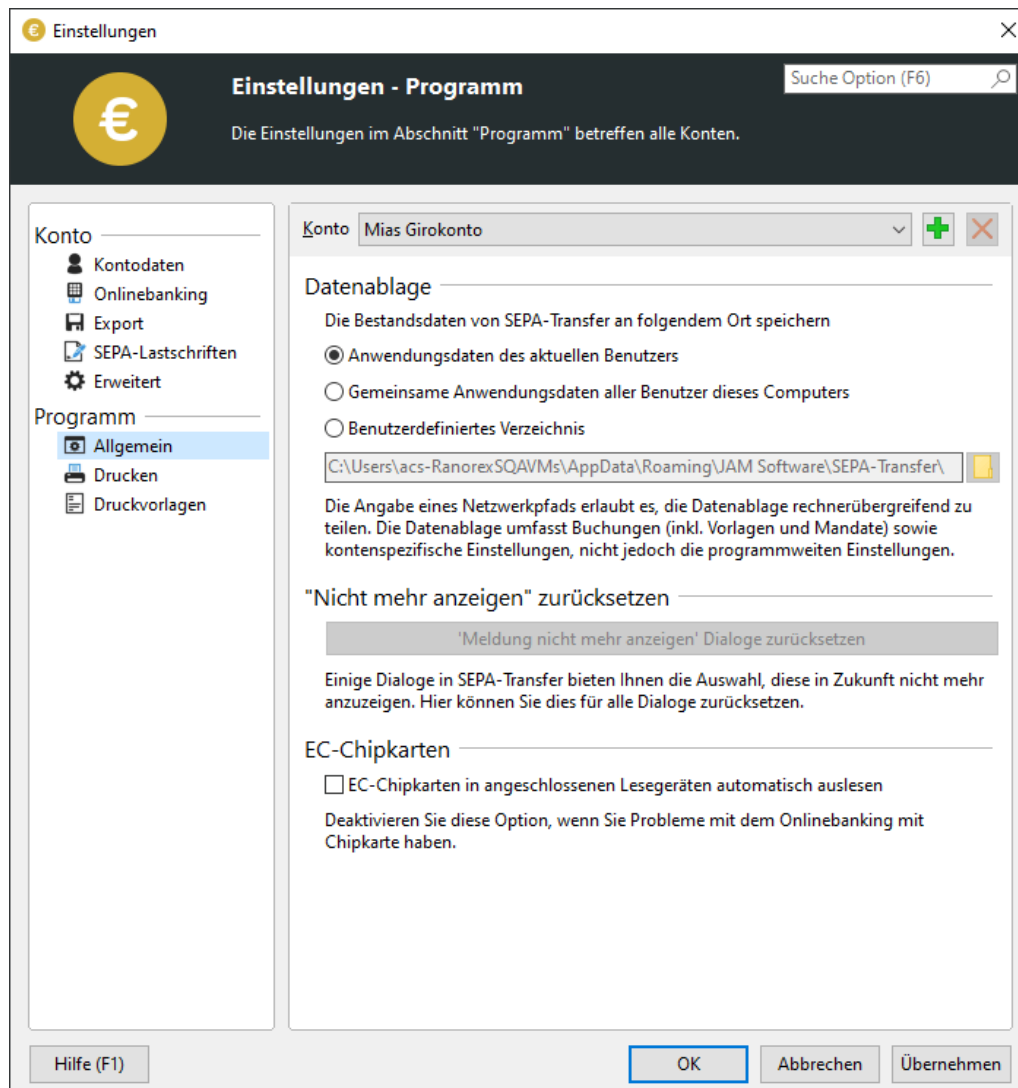 Einstellungen
Einstellungen - Programm
Suche Option (F6)
Die Einstellungen im Abschnitt "Programm" betreffen alle Konten.
Konto
Kontodaten
Onlinebanking
Export
SEPA-Lastschriften
Erweitert
Programm
Allgemein
Drucken
Druckvorlagen
Konto Mias Girokonto
Datenablage
Die Bestandsdaten von SEPA-Transfer an folgendem Ort speichern
Anwendungsdaten des aktuellen Benutzers
Gemeinsame Anwendungsdaten aller Benutzer dieses Computers
Benutzerdefiniertes Verzeichnis
C:\Users\acs-RanorexSQAVMs\AppData\Roaming\JAM Software\SEPA-Transfer\
Die Angabe eines Netzwerkpfads erlaubt es, die Datenablage rechnerübergreifend zu
teilen. Die Datenablage umfasst Buchungen (inkl. Vorlagen und Mandate) sowie
kontenspezifische Einstellungen, nicht jedoch die programmweiten Einstellungen.
"Nicht mehr anzeigen" zurücksetzen
'Meldung nicht mehr anzeigen' Dialoge zurücksetzen
Einige Dialoge in SEPA-Transfer bieten Ihnen die Auswahl, diese in Zukunft nicht mehr
anzuzeigen. Hier können Sie dies für alle Dialoge zurücksetzen.
EC-Chipkarten
EC-Chipkarten in angeschlossenen Lesegeräten automatisch auslesen
Deaktivieren Sie diese Option, wenn Sie Probleme mit dem Onlinebanking mit
Chipkarte haben.
Hilfe (F1)
OK
Abbrechen
Übernehmen